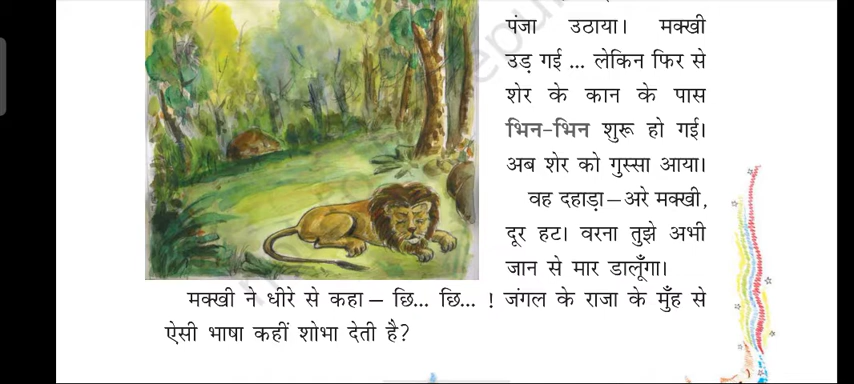 पंजा उठाया। मक्खी
उड़ गई ... लेकिन फिर से
शेर के कान के पास
भिन-भिन शुरू हो गई।
अब शेर को गुस्सा आया।
वह दहाड़ा – अरे मक्खी,
दूर हट। वरना तुझे अभी
जान से मार डालूँगा।
मक्खी ने धीरे से कहा – छि... छि... ! जंगल के राजा के मुँह से
ऐसी भाषा कहीं शोभा देती है?